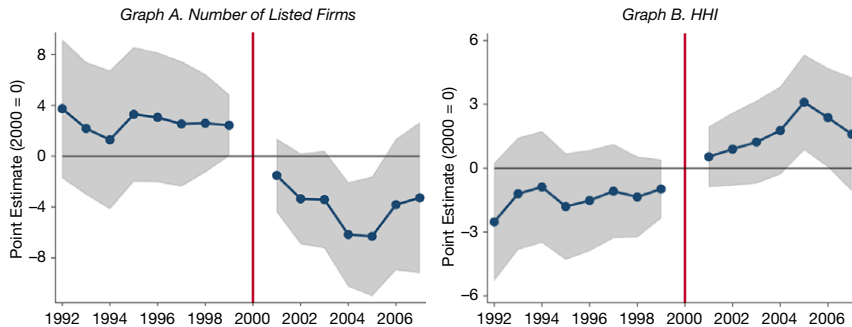 Graph A. Number of Listed Firms
Point Estimate (2000 = 0)
8
4
0
−4
−8
1992 1994 1996 1998 2000 2002 2004 2006
Graph B. HHI
Point Estimate (2000 = 0)
6
3
0
−3
−6
1992 1994 1996 1998 2000 2002 2004 2006